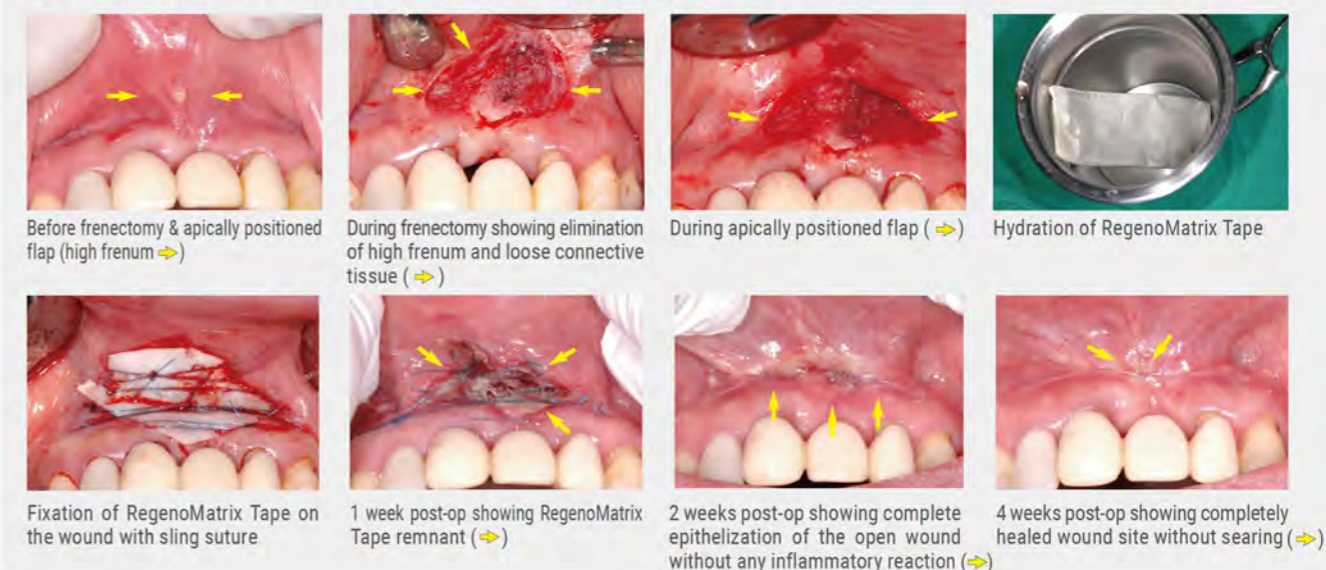 Before frenectomy & apically positioned
flap (high frenum ➩)
During frenectomy showing elimination
of high frenum and loose connective
tissue ( ➩)
During apically positioned flap ( ➩)
Hydration of RegenoMatrix Tape
Fixation of RegenoMatrix Tape on
the wound with sling suture
1 week post-op showing RegenoMatrix
Tape remnant (➩)
2 weeks post-op showing complete
epithelization of the open wound
without any inflammatory reaction (➩)
4 weeks post-op showing completely
healed wound site without searing (➩)